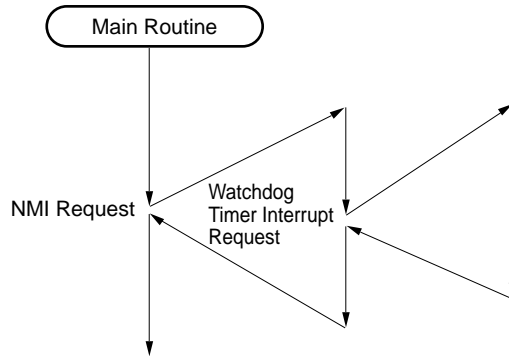 Main Routine
NMI Request
Watchdog
Timer Interrupt
Request